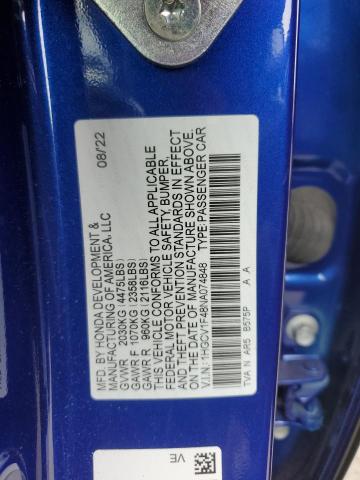 MFD. BY HONDA DEVELOPMENT &
MANUFACTURING OF AMERICA, LLC 08/'22
GVWR 2030KG (4475LBS)
GAWR F 1070KG (2358LBS)
GAWR R 960KG (2116LBS)
THIS VEHICLE CONFORMS TO ALL APPLICABLE
FEDERAL MOTOR VEHICLE SAFETY, BUMPER,
AND THEFT PREVENTION STANDARDS IN EFFECT
ON THE DATE OF MANUFACTURE SHOWN ABOVE.
V.I.N.:1HGCV1F48NA074848 TYPE:PASSENGER CAR
TVA N AR5 B575P A A
VE